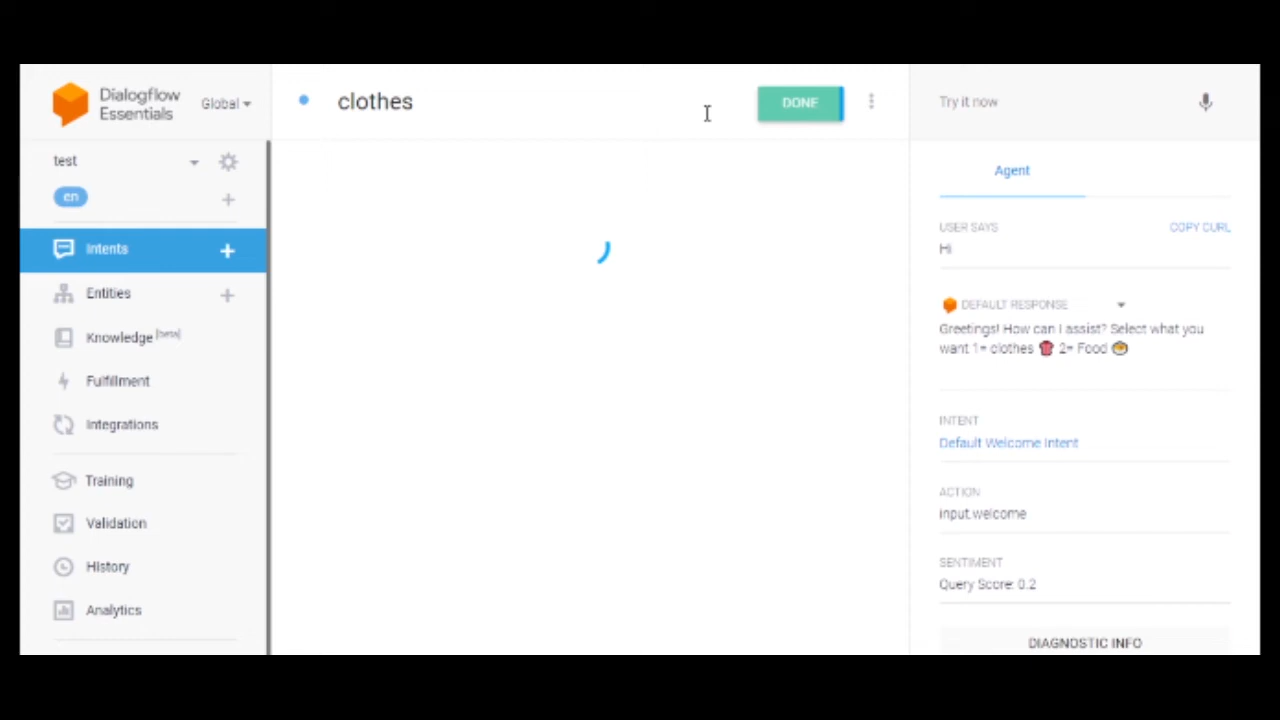 Dialogflow
Essentials
Global
clothes
DONE
Try it now
test
en
Intents
Entities
Knowledge [beta]
Fulfillment
Integrations
Training
Validation
History
Analytics
Agent
USER SAYS
COPY CURL
Hi
DEFAULT RESPONSE
Greetings! How can I assist? Select what you
want 1= clothes 2= Food
INTENT
Default Welcome Intent
ACTION
input.welcome
SENTIMENT
Query Score: 0.2
DIAGNOSTIC INFO